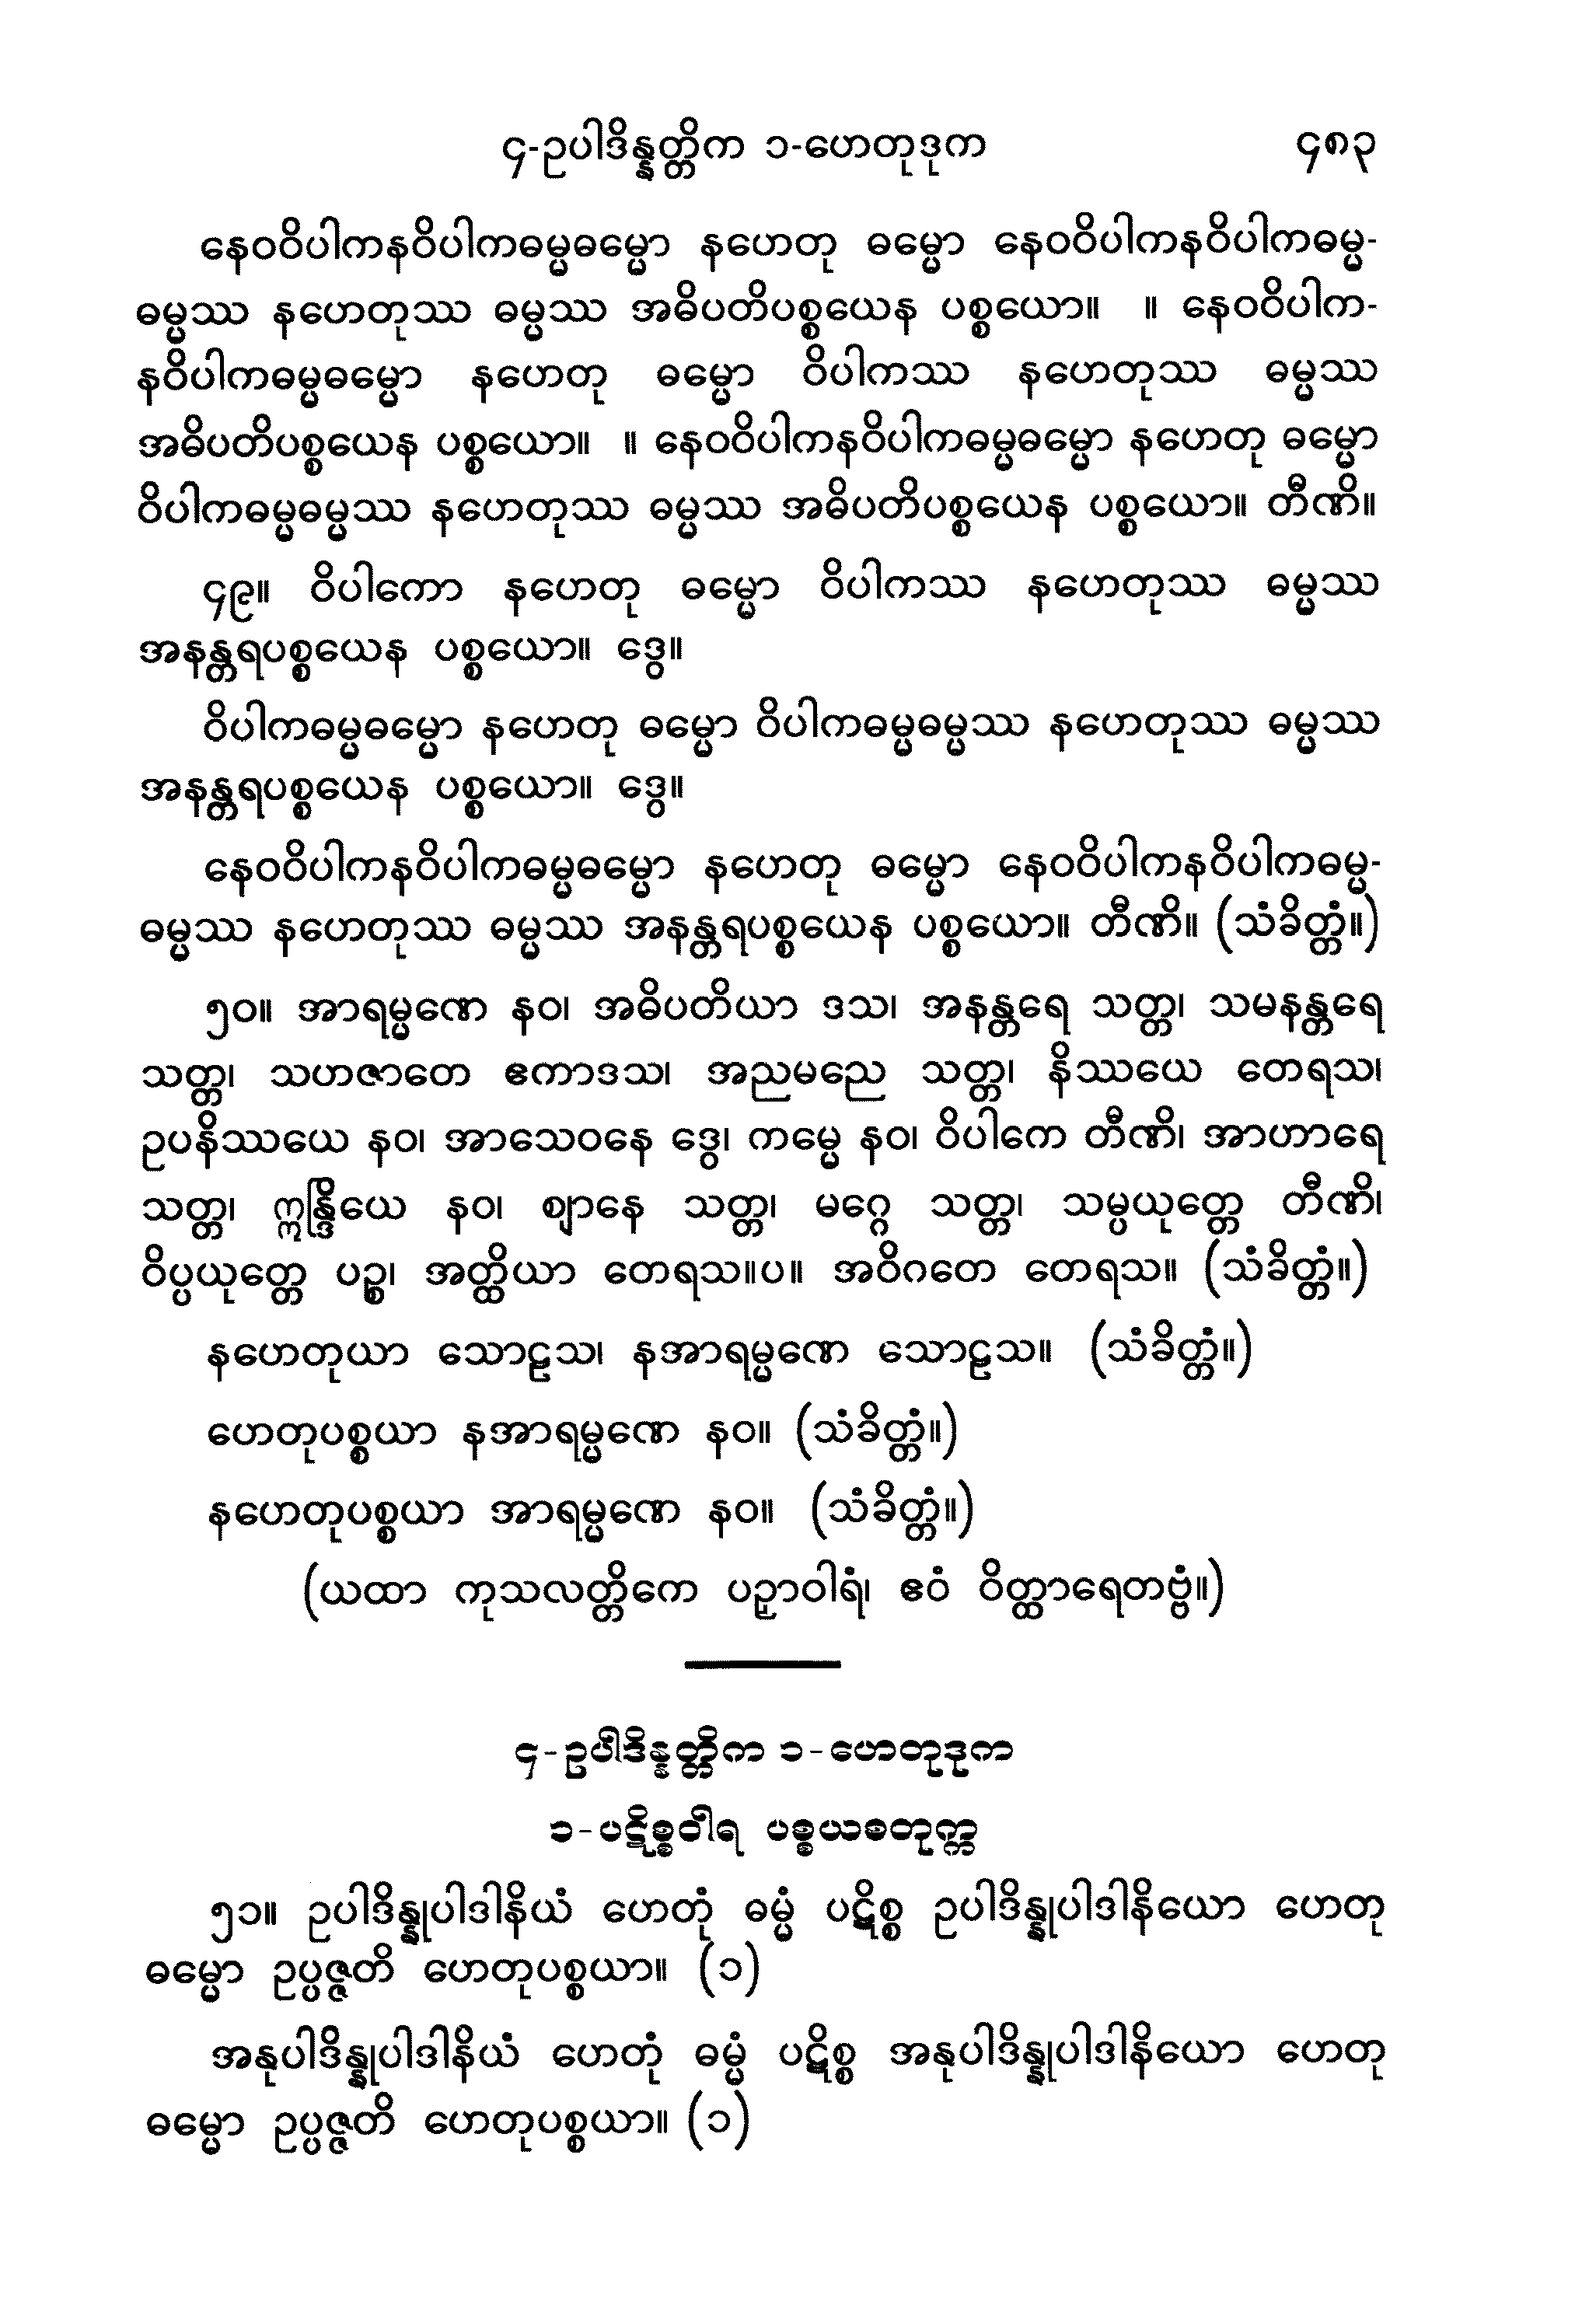 ၄-ဥပါဒိန္နတ္တိက ၁-ဟေတုဒုက ၄၈၃
နေဝဝိပါကနဝိပါကဓမ္မဓမ္မော နဟေတု ဓမ္မော နေဝဝိပါကနဝိပါကဓမ္မ-
ဓမ္မဿ နဟေတုဿ ဓမ္မဿ အဓိပတိပစ္စယေန ပစ္စယော။ ။ နေဝဝိပါက-
နဝိပါကဓမ္မဓမ္မော နဟေတု ဓမ္မော ဝိပါကဿ နဟေတုဿ ဓမ္မဿ
အဓိပတိပစ္စယေန ပစ္စယော။ ။ နေဝဝိပါကနဝိပါကဓမ္မဓမ္မော နဟေတု ဓမ္မော
ဝိပါကဓမ္မဓမ္မဿ နဟေတုဿ ဓမ္မဿ အဓိပတိပစ္စယေန ပစ္စယော။ တီဏိ။
၄၉။ ဝိပါကော နဟေတု ဓမ္မော ဝိပါကဿ နဟေတုဿ ဓမ္မဿ
အနန္တရပစ္စယေန ပစ္စယော။ ဒွေ။
ဝိပါကဓမ္မဓမ္မော နဟေတု ဓမ္မော ဝိပါကဓမ္မဓမ္မဿ နဟေတုဿ ဓမ္မဿ
အနန္တရပစ္စယေန ပစ္စယော။ ဒွေ။
နေဝဝိပါကနဝိပါကဓမ္မဓမ္မော နဟေတု ဓမ္မော နေဝဝိပါကနဝိပါကဓမ္မ-
ဓမ္မဿ နဟေတုဿ ဓမ္မဿ အနန္တရပစ္စယေန ပစ္စယော။ တီဏိ။ (သံခိတ္တံ။)
၅၀။ အာရမ္မဏေ နဝ၊ အဓိပတိယာ ဒသ၊ အနန္တရေ သတ္တ၊ သမနန္တရေ
သတ္တ၊ သဟဇာတေ ဧကာဒသ၊ အညမညေ သတ္တ၊ နိဿယေ တေရသ၊
ဥပနိဿယေ နဝ၊ အာသေဝနေ ဒွေ၊ ကမ္မေ နဝ၊ ဝိပါကေ တီဏိ၊ အာဟာရေ
သတ္တ၊ ဣန္ဒြိယေ နဝ၊ ဈာနေ သတ္တ၊ မဂ္ဂေ သတ္တ၊ သမ္ပယုတ္တေ တီဏိ၊
ဝိပ္ပယုတ္တေ ပဉ္စ၊ အတ္ထိယာ တေရသ။ပ။ အဝိဂတေ တေရသ။ (သံခိတ္တံ။)
နဟေတုယာ သောဠသ၊ နအာရမ္မဏေ သောဠသ။ (သံခိတ္တံ။)
ဟေတုပစ္စယာ နအာရမ္မဏေ နဝ။ (သံခိတ္တံ။)
နဟေတုပစ္စယာ အာရမ္မဏေ နဝ။ (သံခိတ္တံ။)
(ယထာ ကုသလတ္တိကေ ပဉှာဝါရံ၊ ဧဝံ ဝိတ္ထာရေတဗ္ဗံ။)
၄-ဥပါဒိန္နတ္တိက ၁-ဟေတုဒုက
၁-ပဋိစ္စဝါရ ပစ္စယစတုက္က
၅၁။ ဥပါဒိန္နုပါဒါနိယံ ဟေတုံ ဓမ္မံ ပဋိစ္စ ဥပါဒိန္နုပါဒါနိယော ဟေတု
ဓမ္မော ဥပ္ပဇ္ဇတိ ဟေတုပစ္စယာ။ (၁)
အနုပါဒိန္နုပါဒါနိယံ ဟေတုံ ဓမ္မံ ပဋိစ္စ အနုပါဒိန္နုပါဒါနိယော ဟေတု
ဓမ္မော ဥပ္ပဇ္ဇတိ ဟေတုပစ္စယာ။ (၁)